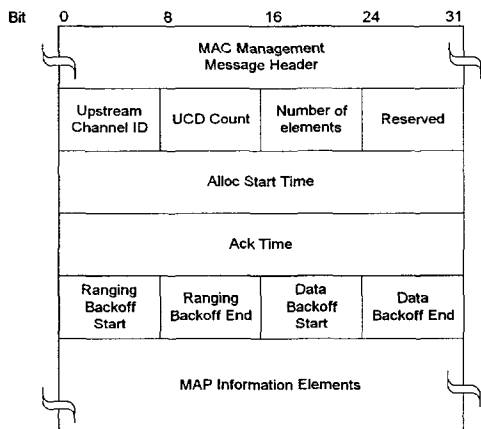 Bit 0 8 16 24 31
MAC Management
Message Header
Upstream
Channel ID
UCD Count
Number of
elements
Reserved
Alloc Start Time
Ack Time
Ranging
Backoff
Start
Ranging
Backoff End
Data
Backoff
Start
Data
Backoff End
MAP Information Elements